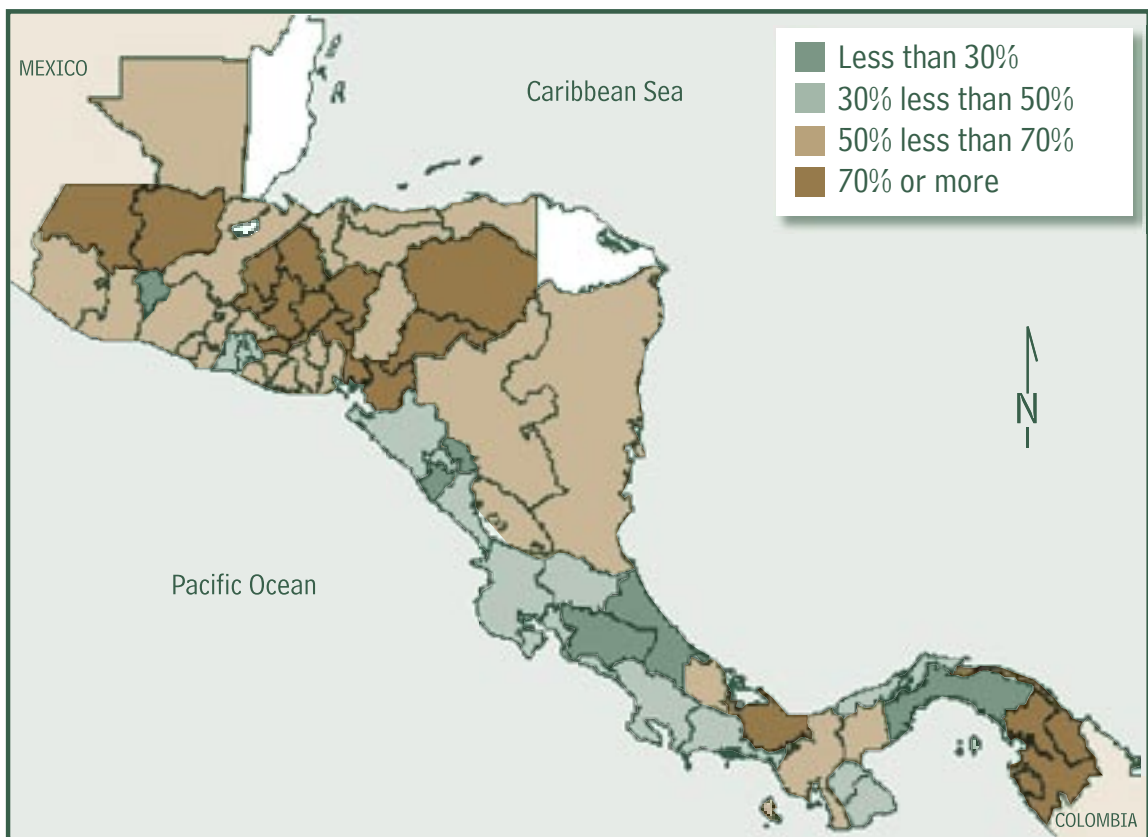 MEXICO
Caribbean Sea
Less than 30%
30% less than 50%
50% less than 70%
70% or more
N
Pacific Ocean
COLOMBIA